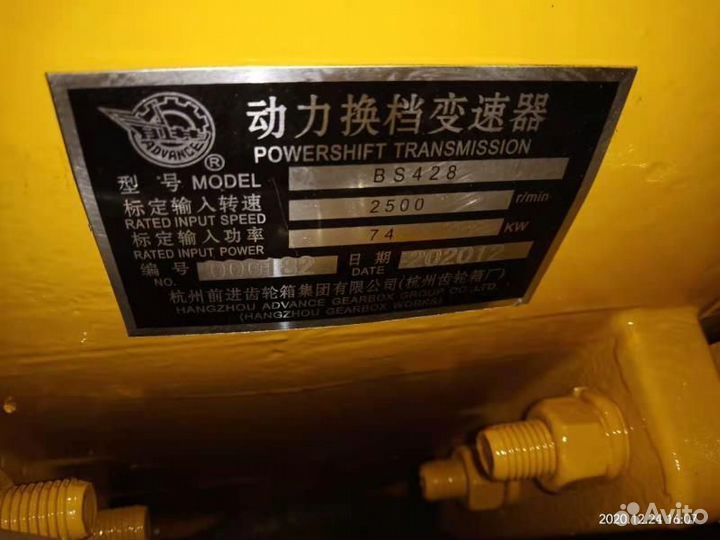 ADVANCE
®
动力换档变速器
POWERSHIFT TRANSMISSION
型 号 MODEL BS428
标定输入转速 RATED INPUT SPEED 2500 r/min
标定输入功率 RATED INPUT POWER 74 KW
编 号 NO. 日 期 DATE 202012
杭州前进齿轮箱集团有限公司(杭州齿轮箱厂)
HANGZHOU ADVANCE GEARBOX GROUP CO.LTD.
(HANGZHOU GEARBOX WORKS)
Avito
2020.12.24 16:07